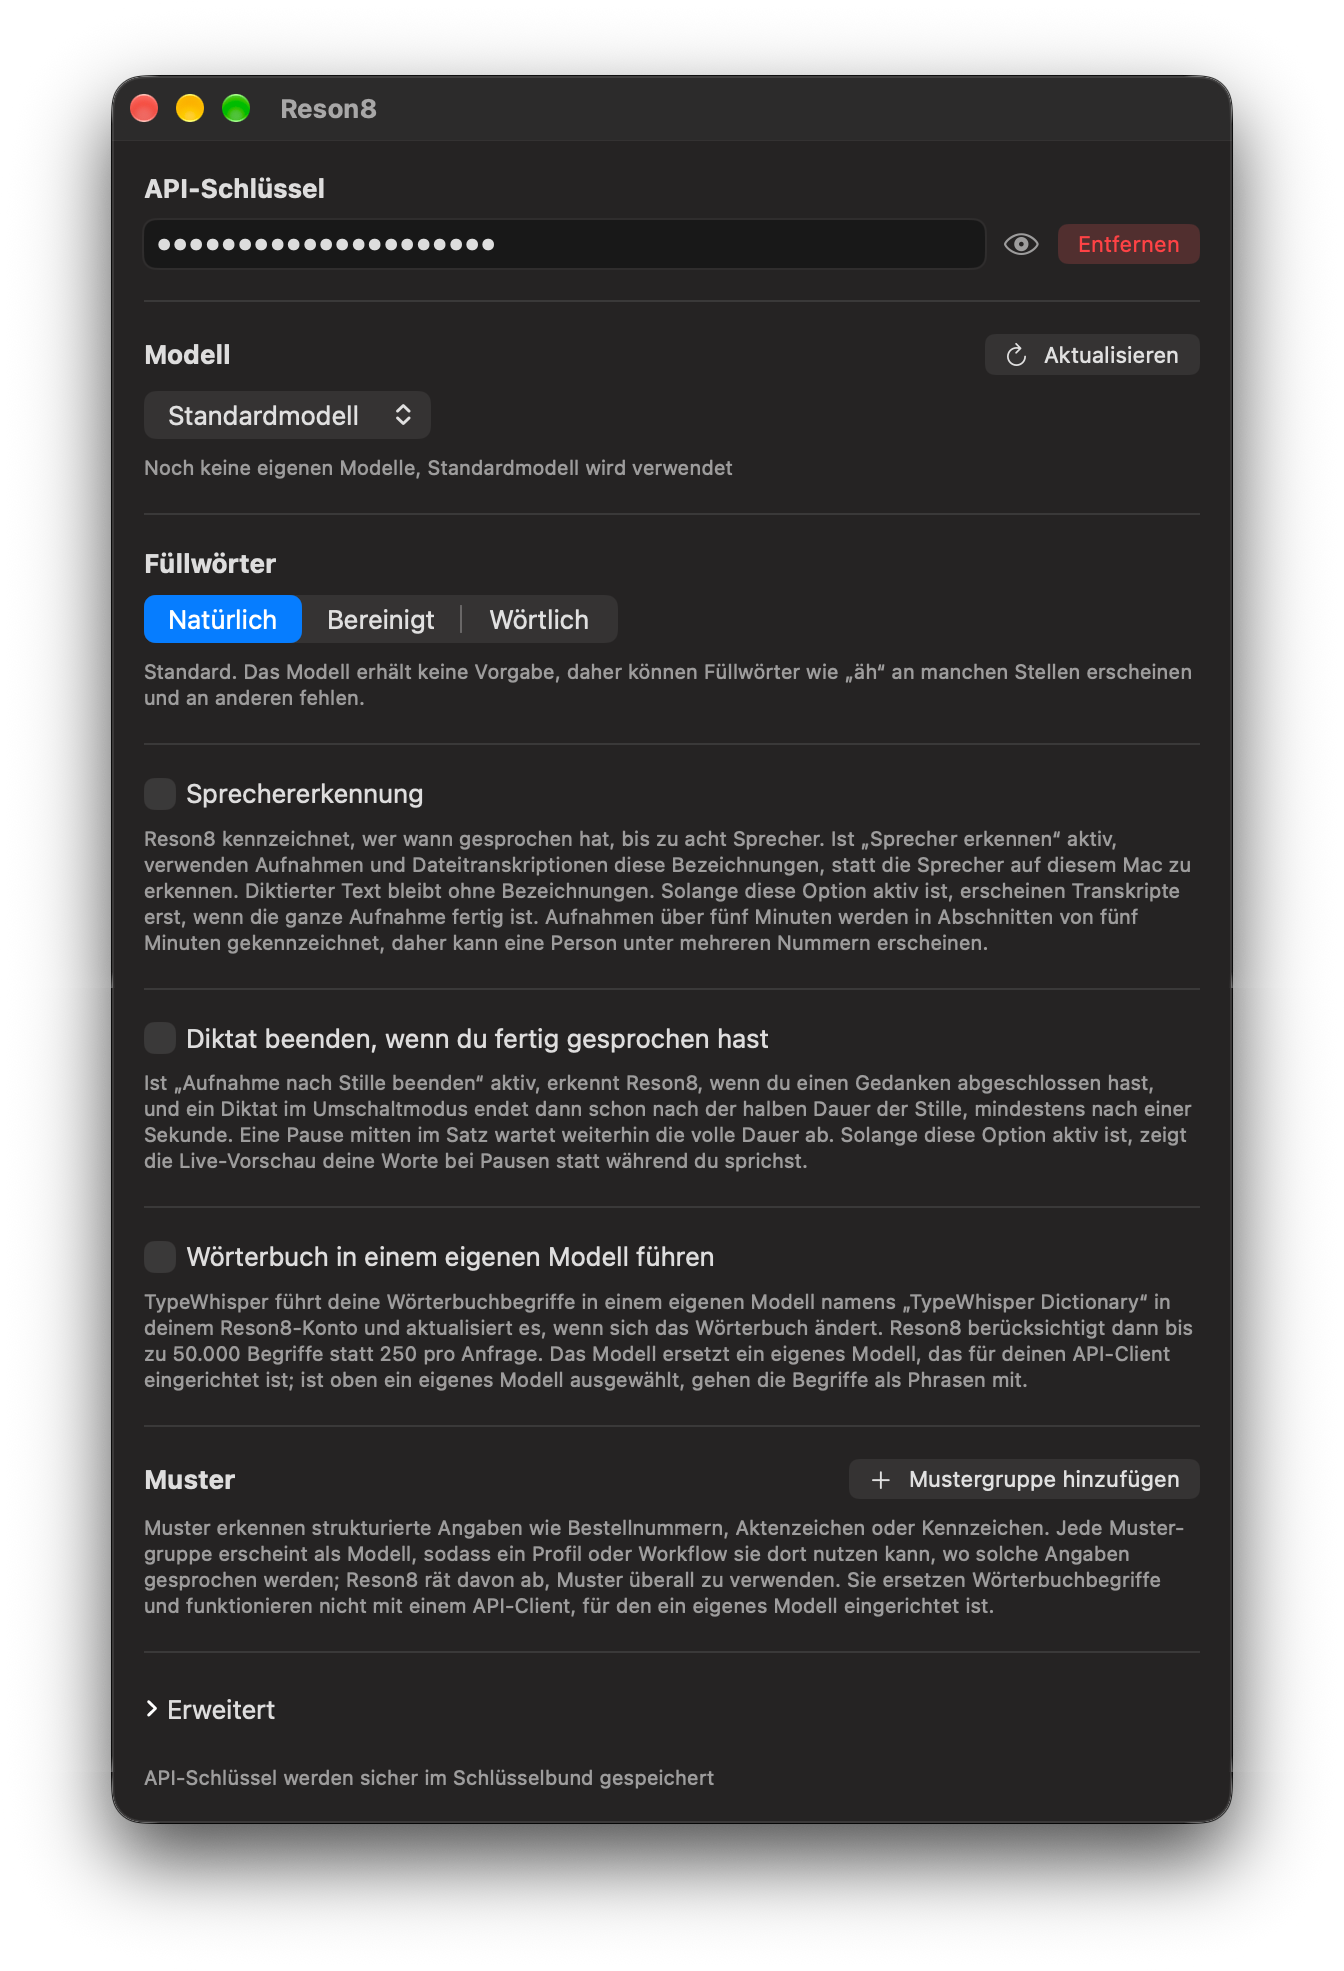 Reson8
API-Schlüssel
●●●●●●●●●●●●●●●●●●●●●
Entfernen
Modell
Aktualisieren
Standardmodell
Noch keine eigenen Modelle, Standardmodell wird verwendet
Füllwörter
Natürlich
Bereinigt
Wörtlich
Standard. Das Modell erhält keine Vorgabe, daher können Füllwörter wie „äh“ an manchen Stellen erscheinen
und an anderen fehlen.
Sprechererkennung
Reson8 kennzeichnet, wer wann gesprochen hat, bis zu acht Sprecher. Ist „Sprecher erkennen“ aktiv,
verwenden Aufnahmen und Dateitranskriptionen diese Bezeichnungen, statt die Sprecher auf diesem Mac zu
erkennen. Diktierter Text bleibt ohne Bezeichnungen. Solange diese Option aktiv ist, erscheinen Transkripte
erst, wenn die ganze Aufnahme fertig ist. Aufnahmen über fünf Minuten werden in Abschnitten von fünf
Minuten gekennzeichnet, daher kann eine Person unter mehreren Nummern erscheinen.
Diktat beenden, wenn du fertig gesprochen hast
Ist „Aufnahme nach Stille beenden“ aktiv, erkennt Reson8, wenn du einen Gedanken abgeschlossen hast,
und ein Diktat im Umschaltmodus endet dann schon nach der halben Dauer der Stille, mindestens nach einer
Sekunde. Eine Pause mitten im Satz wartet weiterhin die volle Dauer ab. Solange diese Option aktiv ist, zeigt
die Live-Vorschau deine Worte bei Pausen statt während du sprichst.
Wörterbuch in einem eigenen Modell führen
TypeWhisper führt deine Wörterbuchbegriffe in einem eigenen Modell namens „TypeWhisper Dictionary“ in
deinem Reson8-Konto und aktualisiert es, wenn sich das Wörterbuch ändert. Reson8 berücksichtigt dann bis
zu 50.000 Begriffe statt 250 pro Anfrage. Das Modell ersetzt ein eigenes Modell, das für deinen API-Client
eingerichtet ist; ist oben ein eigenes Modell ausgewählt, gehen die Begriffe als Phrasen mit.
Muster
Mustergruppe hinzufügen
Muster erkennen strukturierte Angaben wie Bestellnummern, Aktenzeichen oder Kennzeichen. Jede Muster-
gruppe erscheint als Modell, sodass ein Profil oder Workflow sie dort nutzen kann, wo solche Angaben
gesprochen werden; Reson8 rät davon ab, Muster überall zu verwenden. Sie ersetzen Wörterbuchbegriffe
und funktionieren nicht mit einem API-Client, für den ein eigenes Modell eingerichtet ist.
Erweitert
API-Schlüssel werden sicher im Schlüsselbund gespeichert